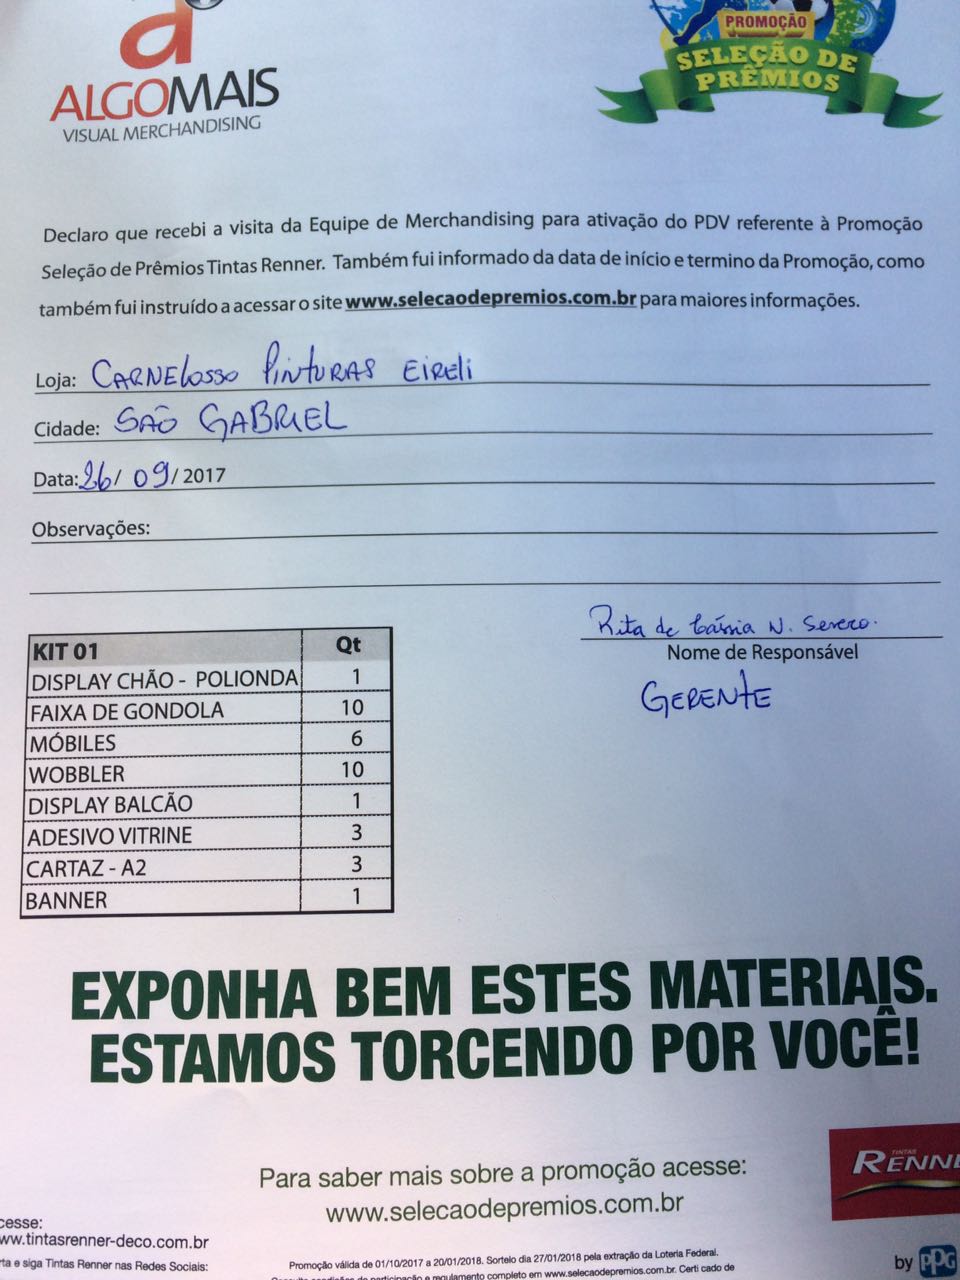 ALGOMAIS
VISUAL MERCHANDISING
PROMOÇÃO
SELEÇÃO DE
PRÊMIOS
Declaro que recebi a visita da Equipe de Merchandising para ativação do PDV referente à Promoção
Seleção de Prêmios Tintas Renner. Também fui informado da data de início e termino da Promoção, como
também fui instruído a acessar o site www.selecaodepremios.com.br para maiores informações.
Loja: CARNELOSSO PINTURAS EIRELI
Cidade: SAÕ GABRIEL
Data: 26/ 09/ 2017
Observações:
Rita de Cássia N. Severo.
Nome de Responsável
GERENTE
KIT 01 Qt
DISPLAY CHÃO - POLIONDA 1
FAIXA DE GONDOLA 10
MÓBILES 6
WOBBLER 10
DISPLAY BALCÃO 1
ADESIVO VITRINE 3
CARTAZ - A2 3
BANNER 1
EXPONHA BEM ESTES MATERIAIS.
ESTAMOS TORCENDO POR VOCÊ!
Para saber mais sobre a promoção acesse:
www.selecaodepremios.com.br
TINTAS
RENNE
cesse:
ww.tintasrenner-deco.com.br
rta e siga Tintas Renner nas Redes Sociais:
Promoção válida de 01/10/2017 a 20/01/2018. Sorteio dia 27/01/2018 pela extração da Loteria Federal.
condições de participação e regulamento completo em www.selecaodepremios.com.br. Certi cado de
by PPG